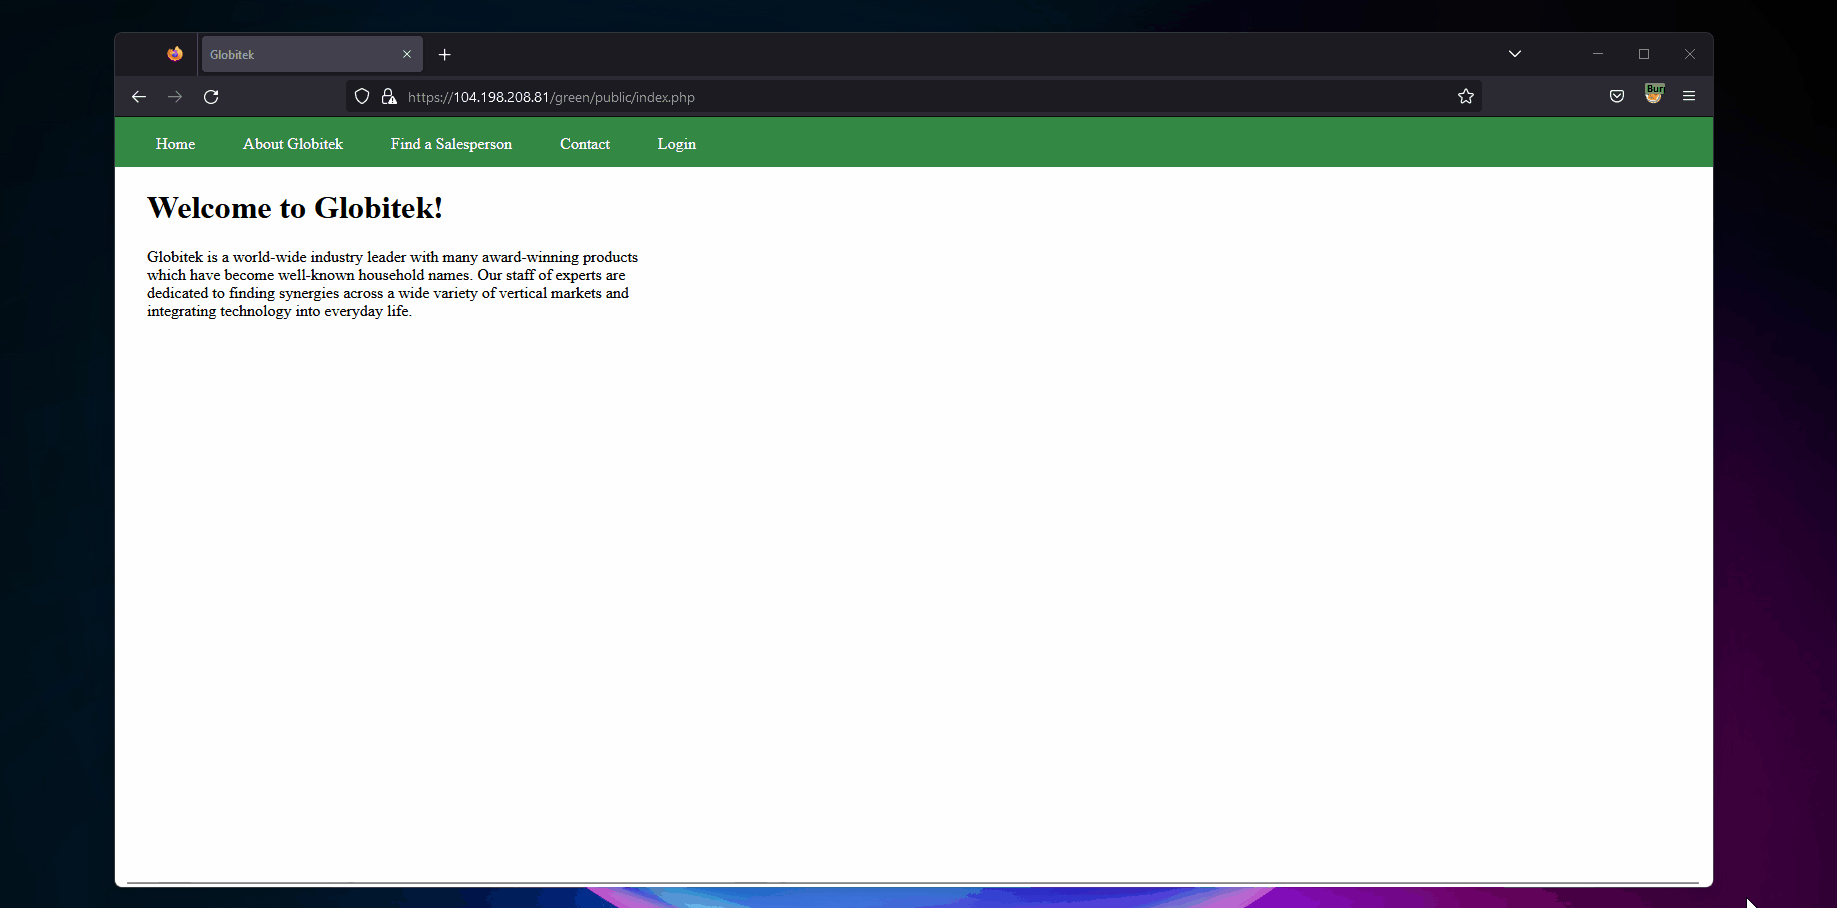 Globitek
https://104.198.208.81/green/public/index.php
Burr
Home About Globitek Find a Salesperson Contact Login
Welcome to Globitek!
Globitek is a world-wide industry leader with many award-winning products
which have become well-known household names. Our staff of experts are
dedicated to finding synergies across a wide variety of vertical markets and
integrating technology into everyday life.